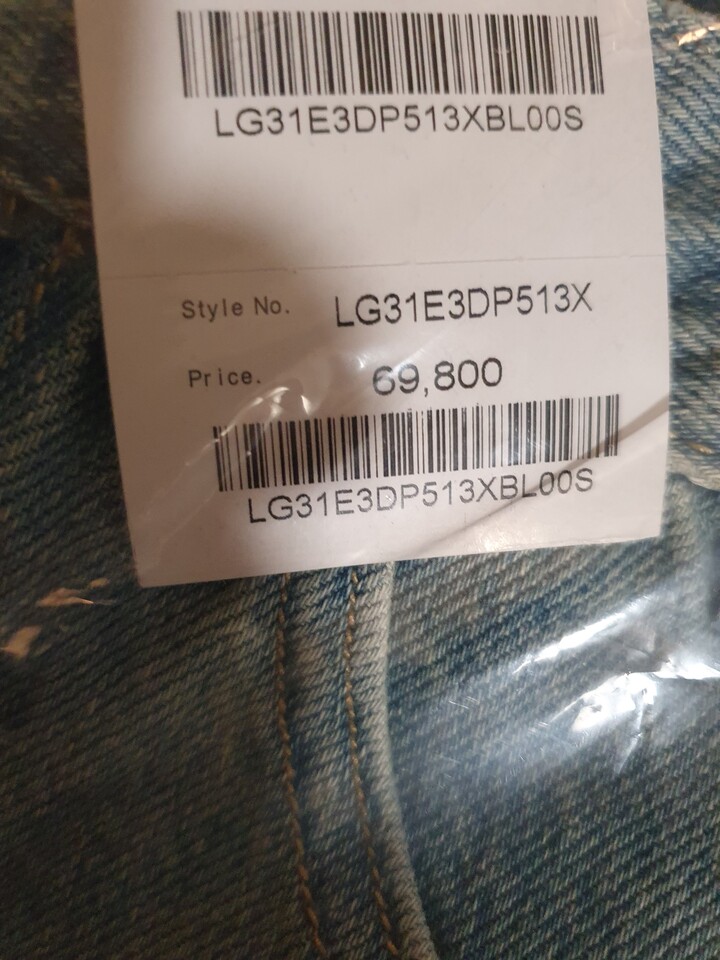 LG31E3DP513XBL00S
Style No. LG31E3DP513X
Price. 69,800
LG31E3DP513XBL00S